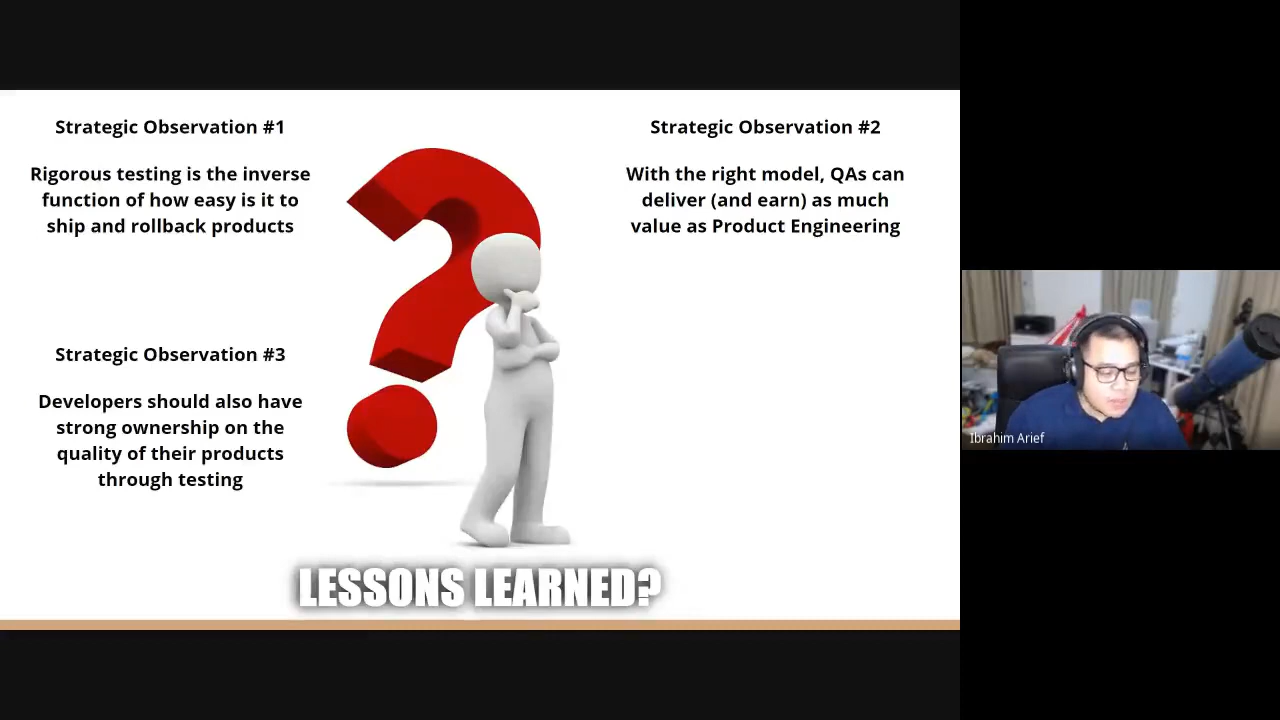 Strategic Observation #1
Rigorous testing is the inverse
function of how easy is it to
ship and rollback products
Strategic Observation #2
With the right model, QAs can
deliver (and earn) as much
value as Product Engineering
Strategic Observation #3
Developers should also have
strong ownership on the
quality of their products
through testing
LESSONS LEARNED?
Ibrahim Arief